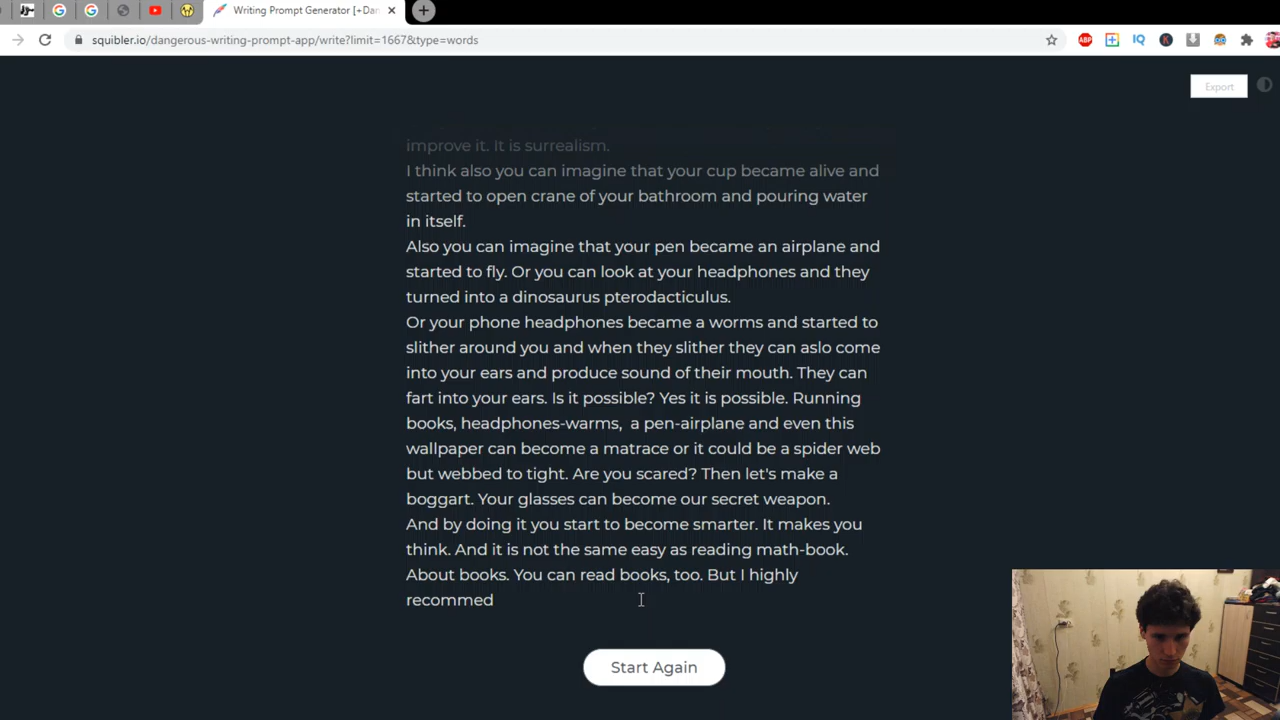 Writing Prompt Generator [+Dan
squibler.io/dangerous-writing-prompt-app/write?limit=1667&type=words
ABP
IQ
K
Export
improve it. It is surrealism.
I think also you can imagine that your cup became alive and
started to open crane of your bathroom and pouring water
in itself.
Also you can imagine that your pen became an airplane and
started to fly. Or you can look at your headphones and they
turned into a dinosaurus pterodacticulus.
Or your phone headphones became a worms and started to
slither around you and when they slither they can aslo come
into your ears and produce sound of their mouth. They can
fart into your ears. Is it possible? Yes it is possible. Running
books, headphones-warms,  a pen-airplane and even this
wallpaper can become a matrace or it could be a spider web
but webbed to tight. Are you scared? Then let's make a
boggart. Your glasses can become our secret weapon.
And by doing it you start to become smarter. It makes you
think. And it is not the same easy as reading math-book.
About books. You can read books, too. But I highly
recommed
Start Again